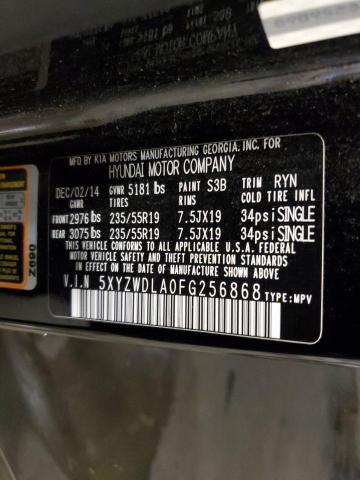 MFD BY KIA MOTORS MANUFACTURING GEORGIA, INC. FOR
HYUNDAI MOTOR COMPANY
DEC/02/14 GVWR 5181 lbs PAINT S3B TRIM RYN
GAWR TIRES RIMS COLD TIRE INFL
FRONT 2976 lbs 235/55R19 7.5JX19 34psi SINGLE
REAR 3075 lbs 235/55R19 7.5JX19 34psi SINGLE
THIS VEHICLE CONFORMS TO ALL APPLICABLE U.S.A. FEDERAL
MOTOR VEHICLE SAFETY AND THEFT PREVENTION STANDARDS
IN EFFECT ON THE DATE OF MANUFACTURE SHOWN ABOVE.
V.I.N 5XYZWDLA0FG256868
TYPE:MPV
Z690